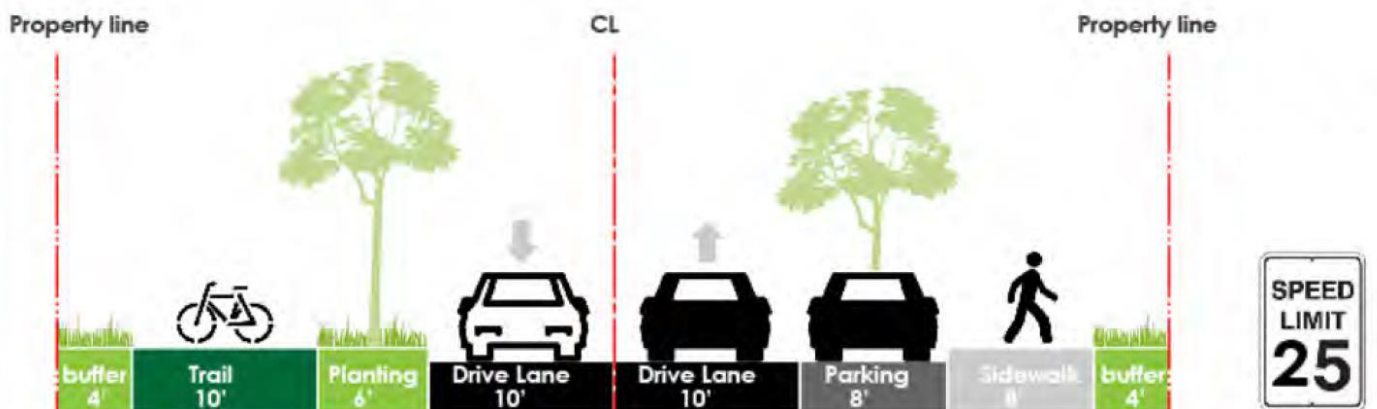 Property line CL Property line
SPEED
LIMIT
25
buffer Trail Planting Drive Lane Drive Lane Parking Sidewalk buffer
4' 10' 6' 10' 10' 8' 8' 4'